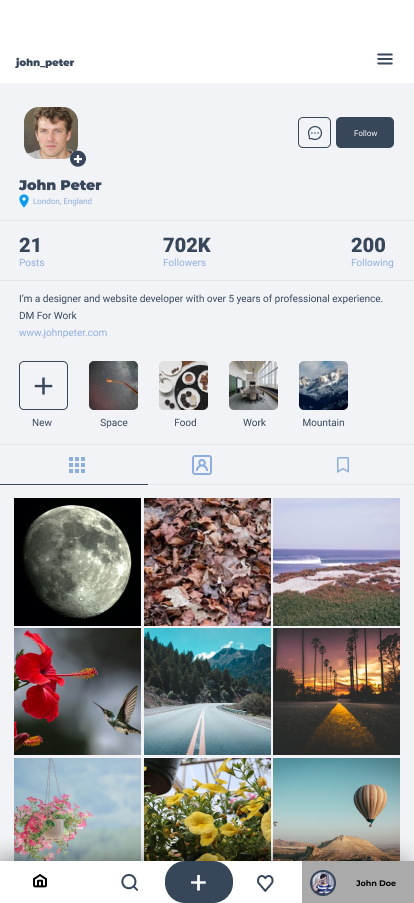 john_peter
Follow
John Peter
London, England
21 702K 200
Posts Followers Following
I'm a designer and website developer with over 5 years of professional experience.
DM For Work
www.johnpeter.com
New Space Food Work Mountain
John Doe